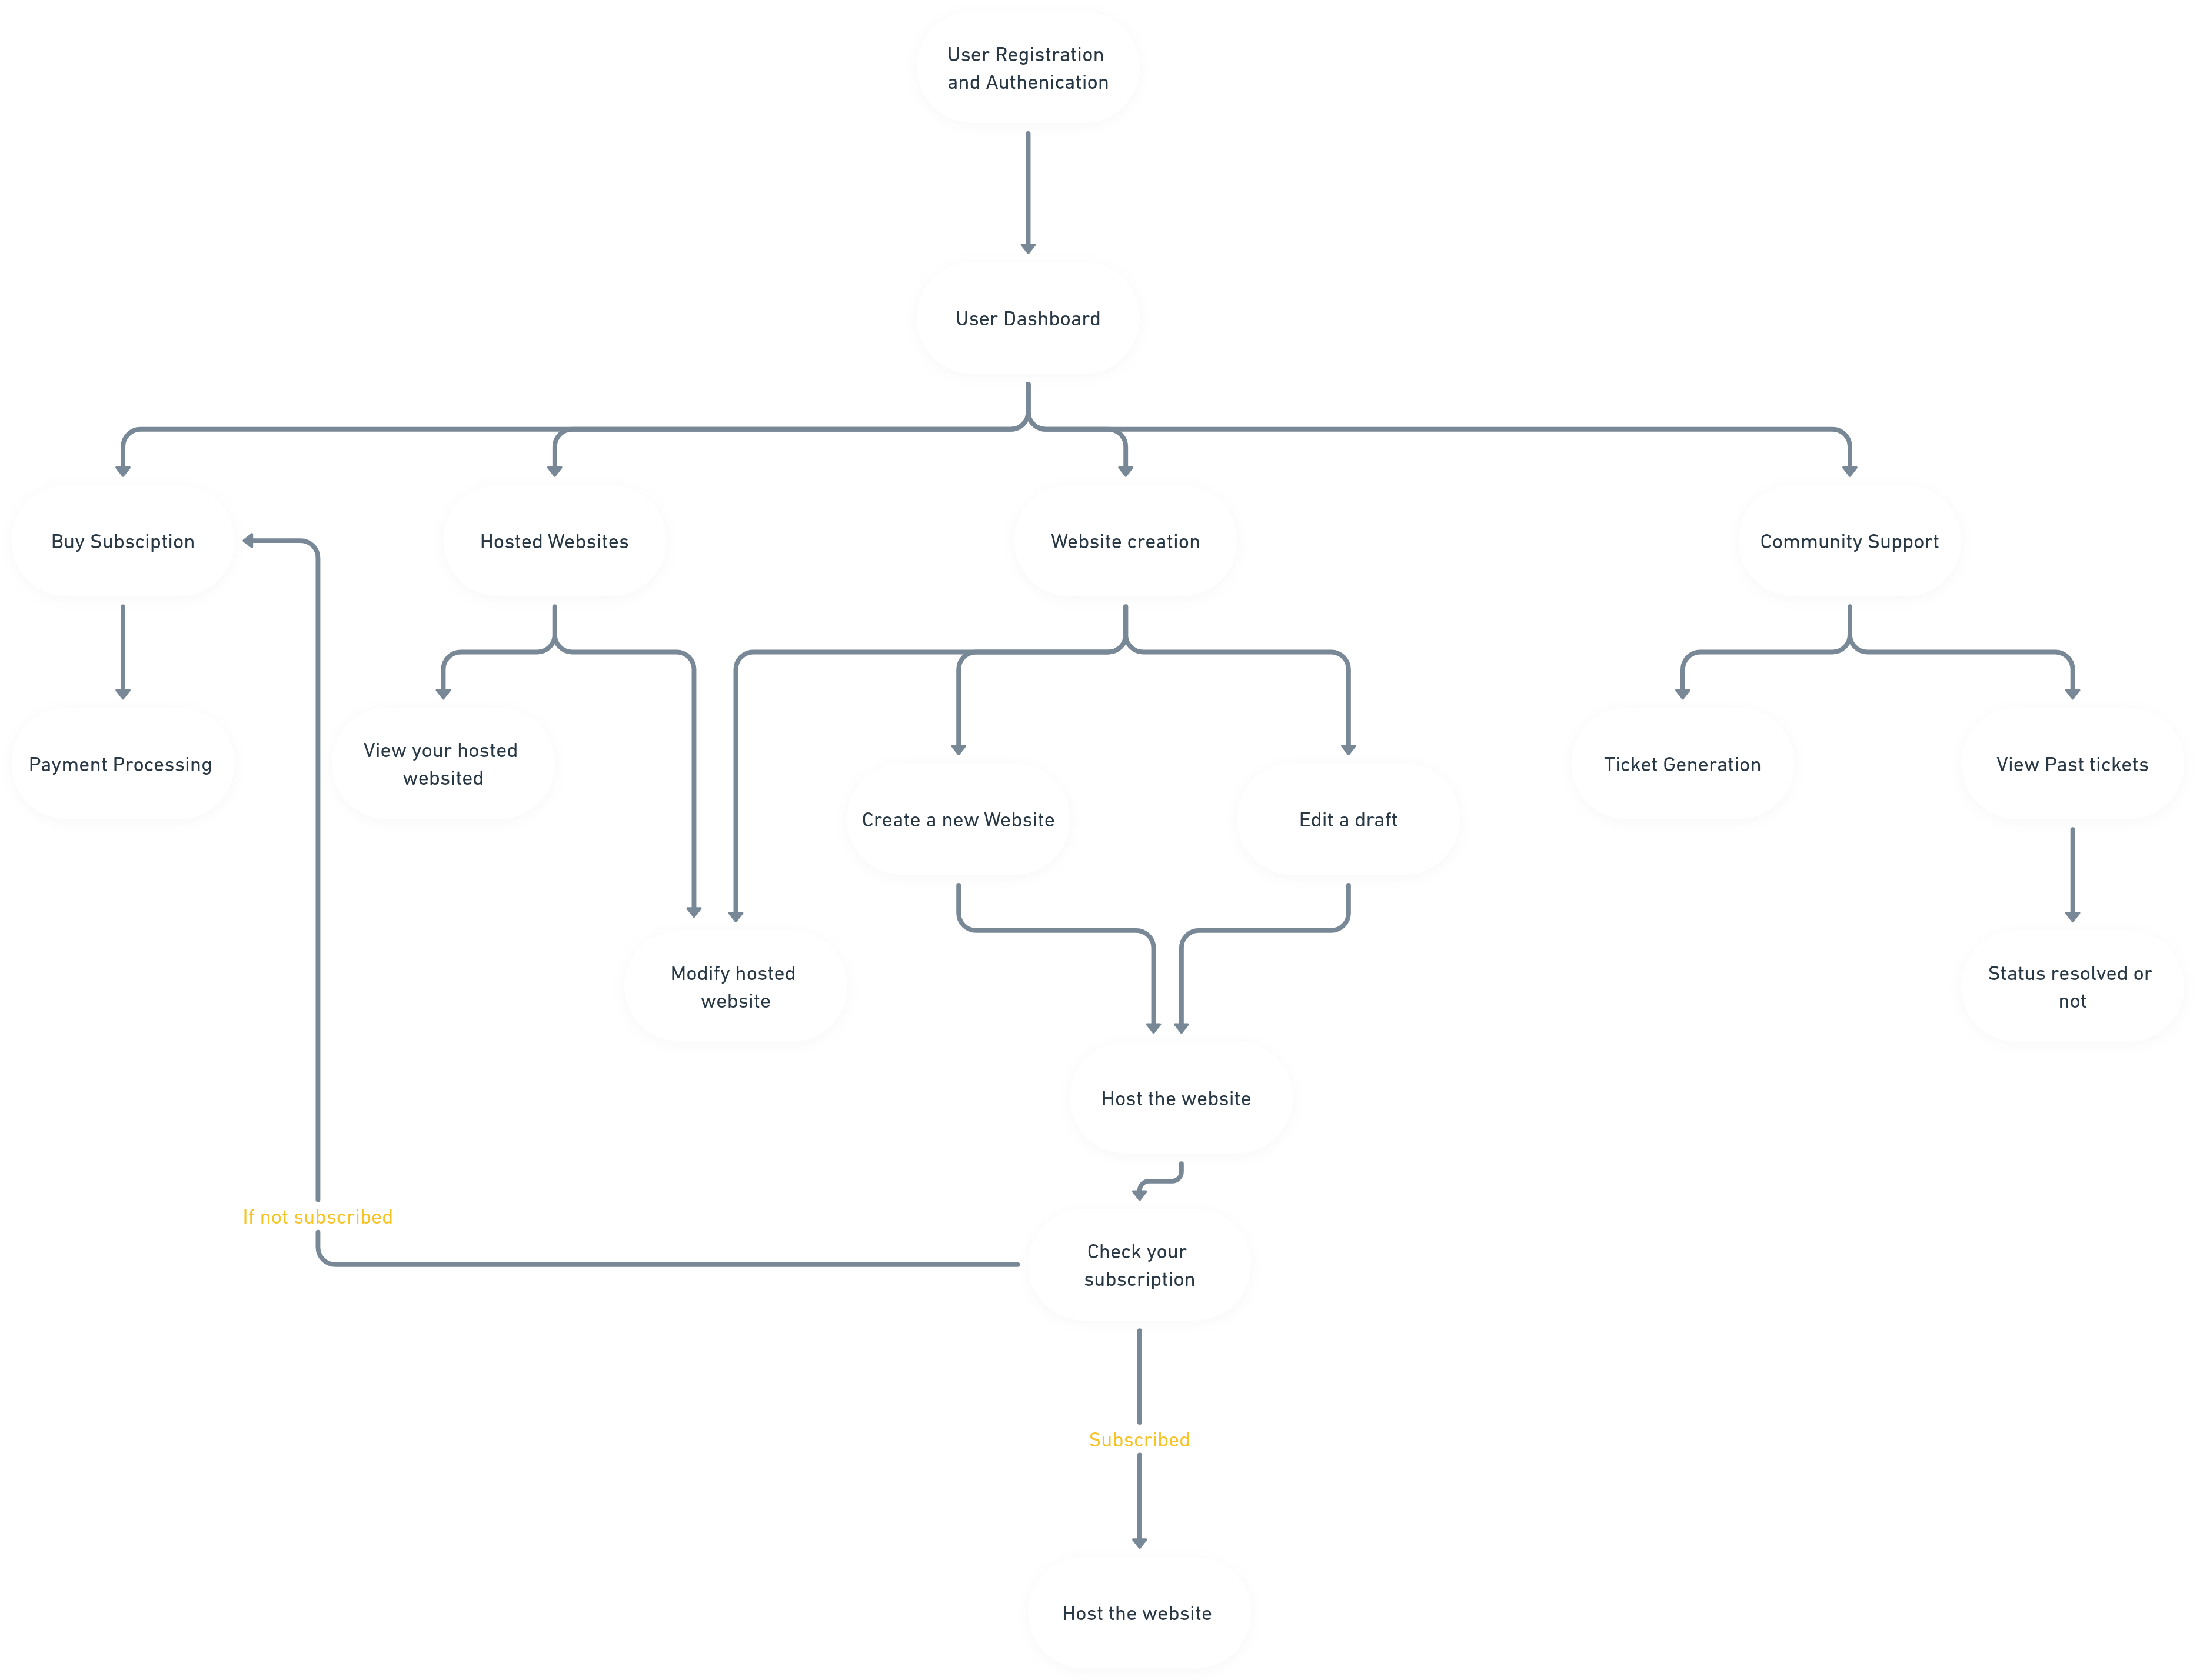 User Registration
and Authenication
User Dashboard
Buy Subsciption
Hosted Websites
Website creation
Community Support
Payment Processing
View your hosted
websited
Create a new Website
Edit a draft
Ticket Generation
View Past tickets
Modify hosted
website
Status resolved or
not
Host the website
If not subscribed
Check your
subscription
Subscribed
Host the website